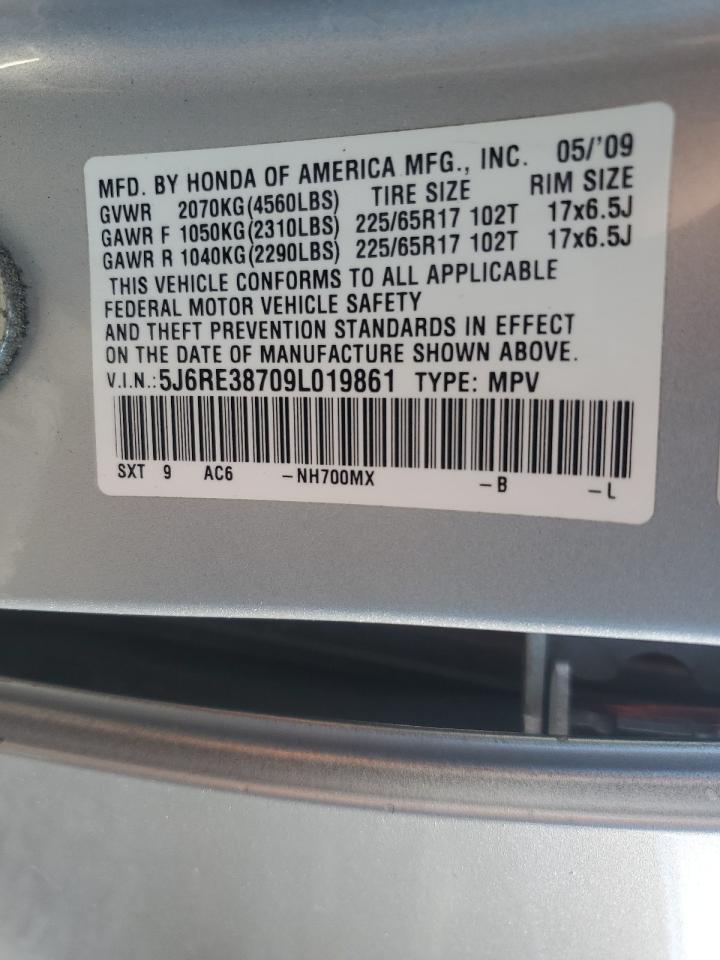 MFD. BY HONDA OF AMERICA MFG., INC. 05/'09
GVWR 2070KG(4560LBS) TIRE SIZE RIM SIZE
GAWR F 1050KG(2310LBS) 225/65R17 102T 17x6.5J
GAWR R 1040KG(2290LBS) 225/65R17 102T 17x6.5J
THIS VEHICLE CONFORMS TO ALL APPLICABLE
FEDERAL MOTOR VEHICLE SAFETY
AND THEFT PREVENTION STANDARDS IN EFFECT
ON THE DATE OF MANUFACTURE SHOWN ABOVE.
V.I.N.:5J6RE38709L019861 TYPE: MPV
SXT 9 AC6 -NH700MX -B -L